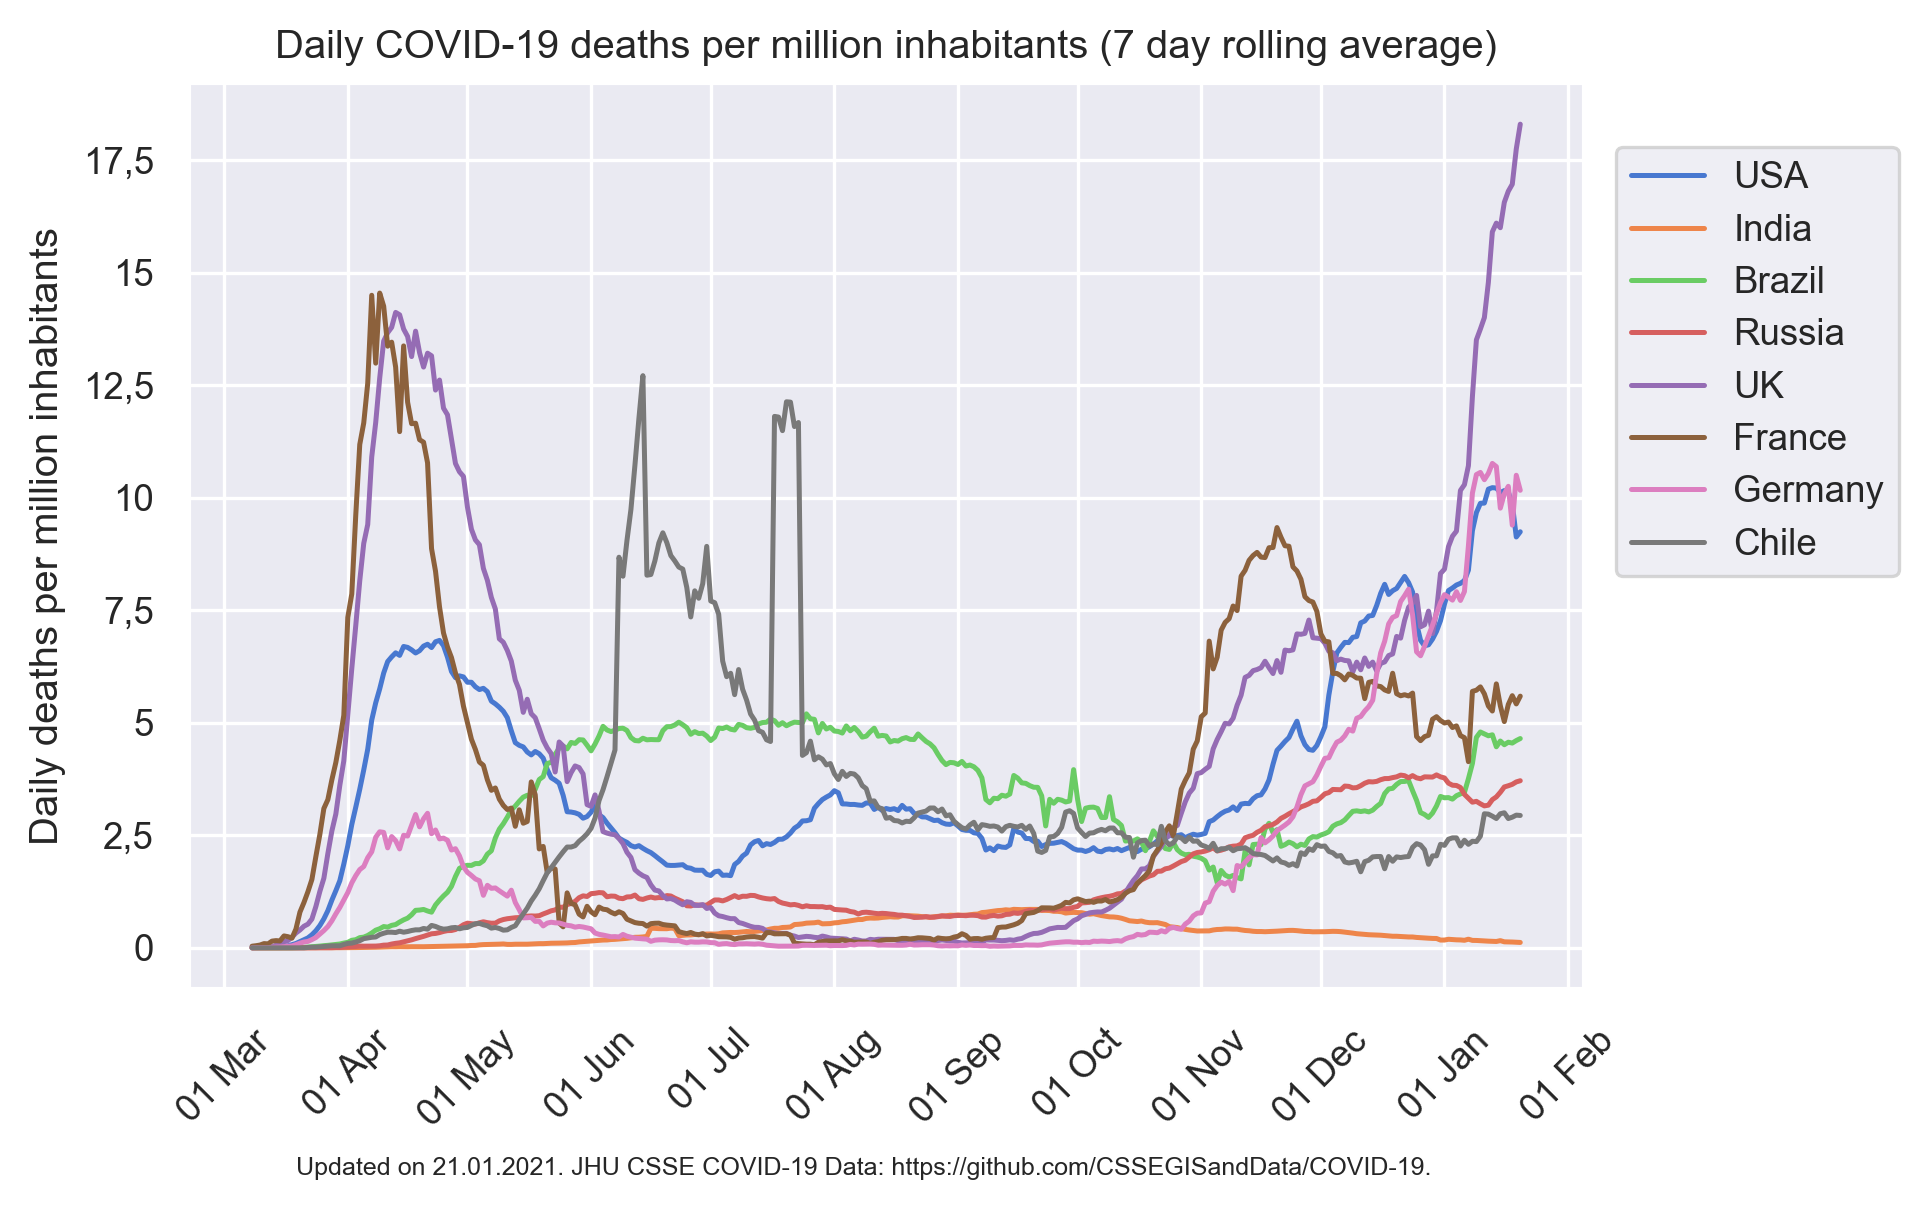 Daily COVID-19 deaths per million inhabitants (7 day rolling average)
Daily deaths per million inhabitants
17,5
15
12,5
10
7,5
5
2,5
0
01 Mar
01 Apr
01 May
01 Jun
01 Jul
01 Aug
01 Sep
01 Oct
01 Nov
01 Dec
01 Jan
01 Feb
USA
India
Brazil
Russia
UK
France
Germany
Chile
Updated on 21.01.2021. JHU CSSE COVID-19 Data: https://github.com/CSSEGISandData/COVID-19.